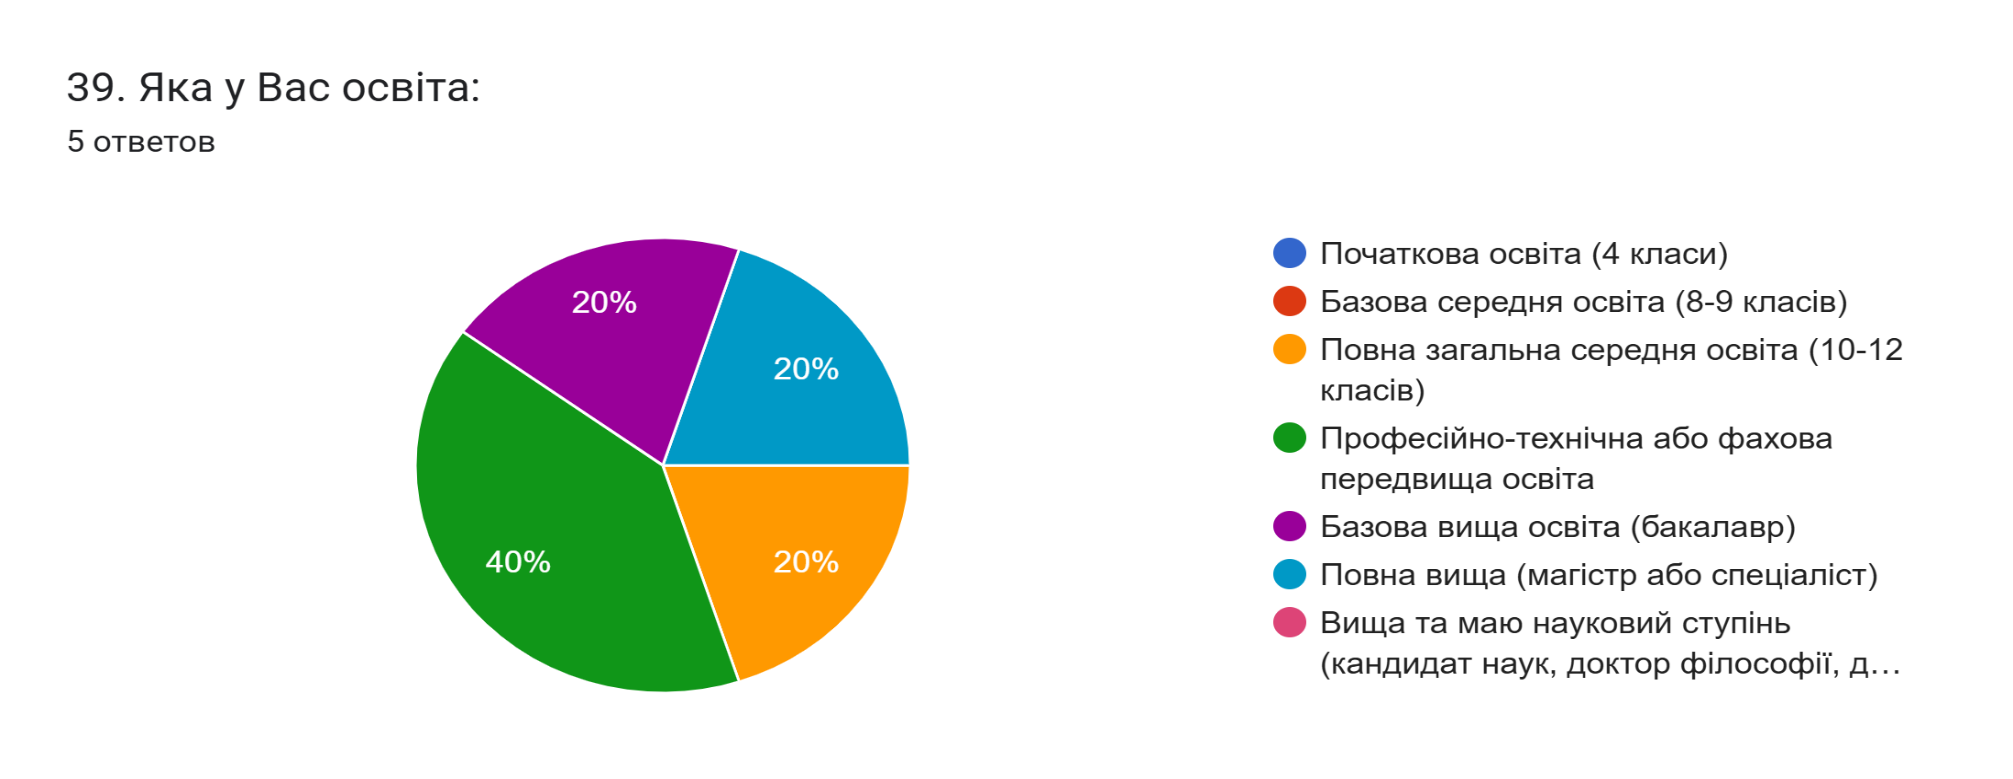 39. Яка у Вас освіта:
5 ответов
20%
20%
40%
20%
Початкова освіта (4 класи)
Базова середня освіта (8-9 класів)
Повна загальна середня освіта (10-12
класів)
Професійно-технічна або фахова
передвища освіта
Базова вища освіта (бакалавр)
Повна вища (магістр або спеціаліст)
Вища та маю науковий ступінь
(кандидат наук, доктор філософії, д…